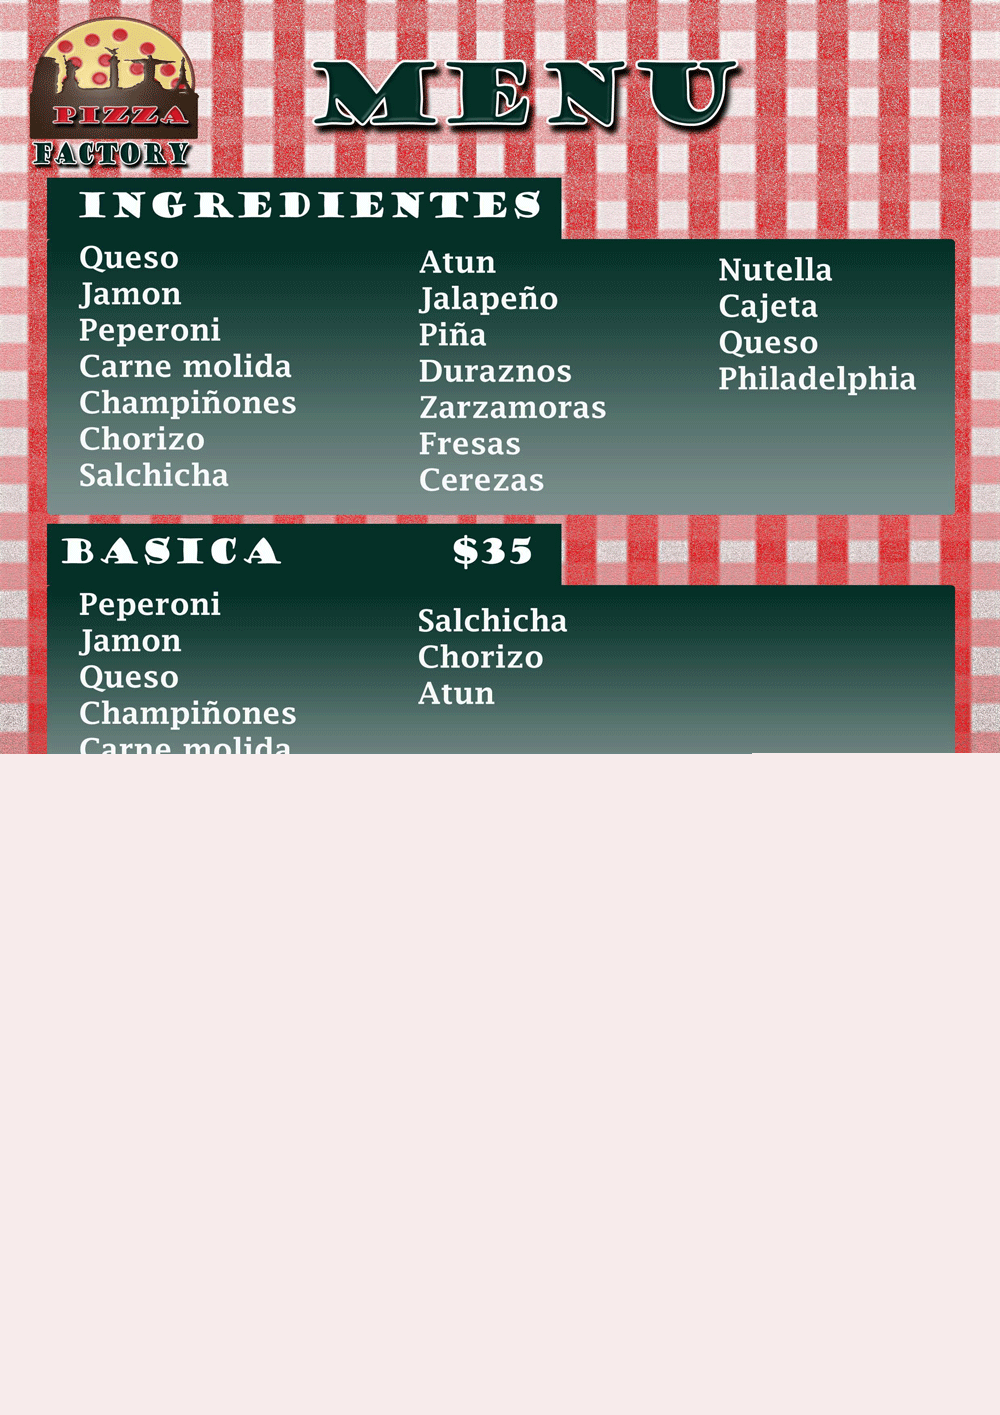 PIZZA
FACTORY
MENU
INGREDIENTES
Queso
Jamon
Peperoni
Carne molida
Champiñones
Chorizo
Salchicha
Atun
Jalapeño
Piña
Duraznos
Zarzamoras
Fresas
Cerezas
Nutella
Cajeta
Queso
Philadelphia
BASICA $35
Peperoni
Jamon
Queso
Champiñones
Carne molida
Salchicha
Chorizo
Atun